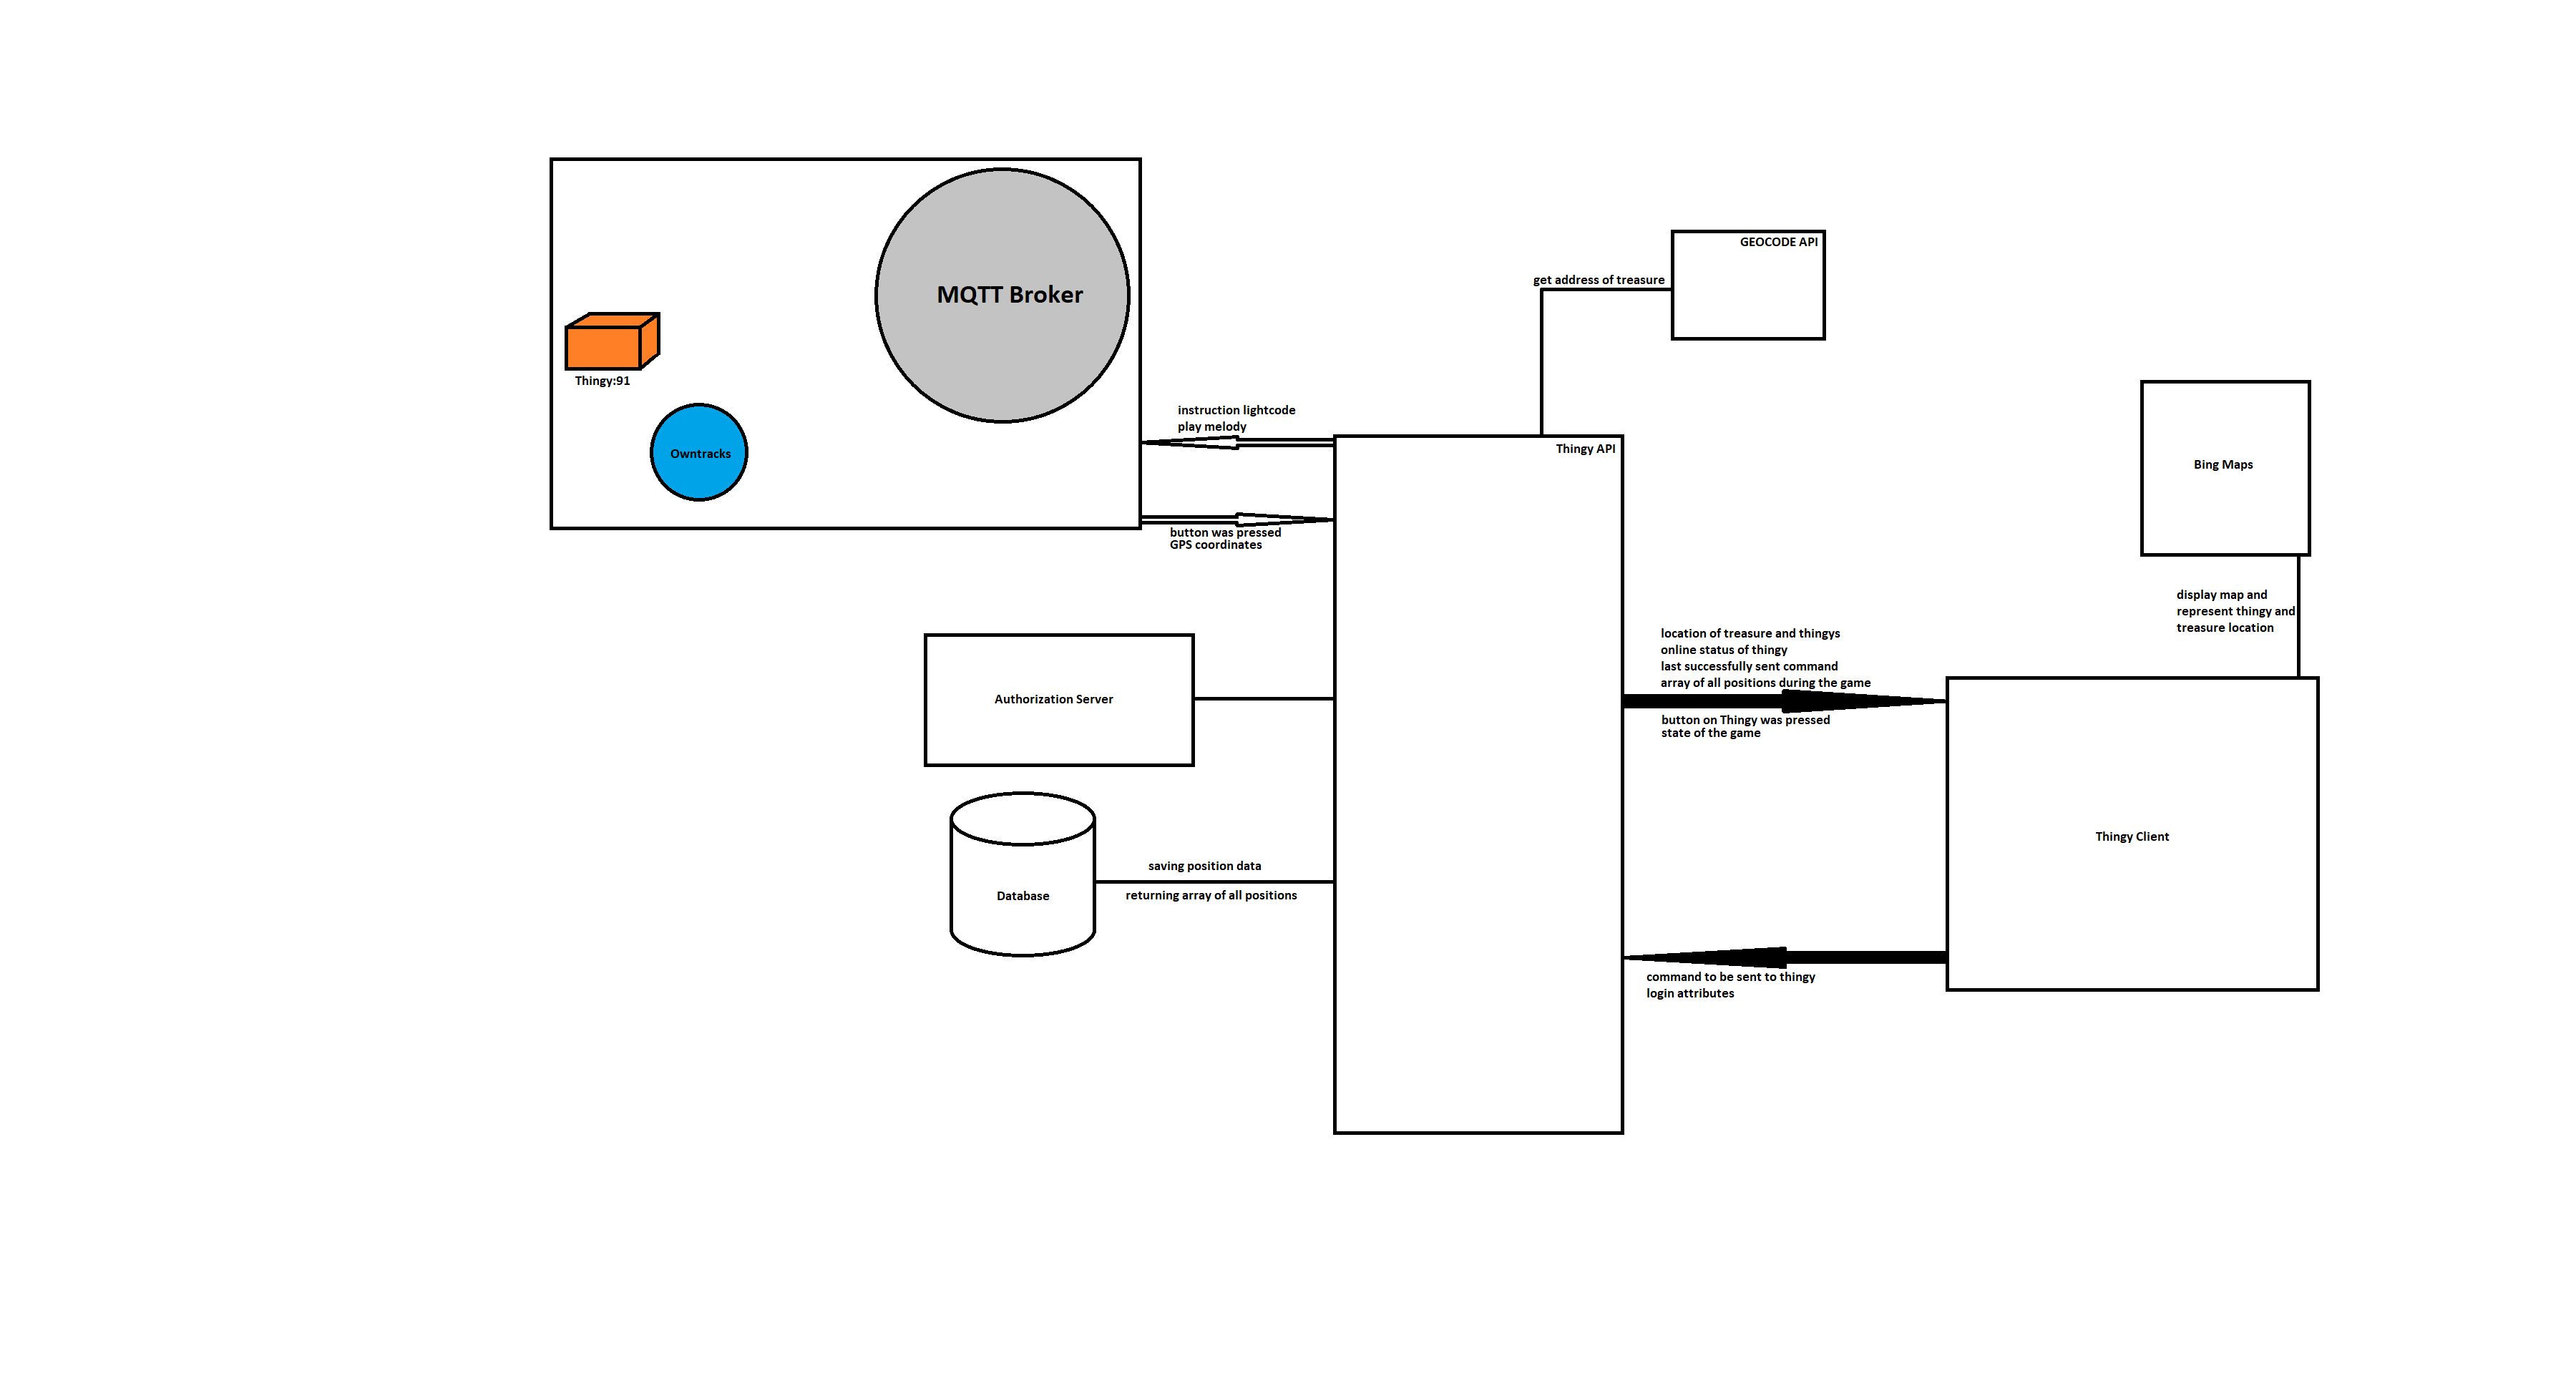 MQTT Broker
Thingy:91
Owntracks
instruction lightcode
play melody
button was pressed
GPS coordinates
GEOCODE API
get address of treasure
Thingy API
Bing Maps
display map and
represent thingy and
treasure location
Authorization Server
location of treasure and thingys
online status of thingy
last successfully sent command
array of all positions during the game
button on Thingy was pressed
state of the game
Thingy Client
Database
saving position data
returning array of all positions
command to be sent to thingy
login attributes